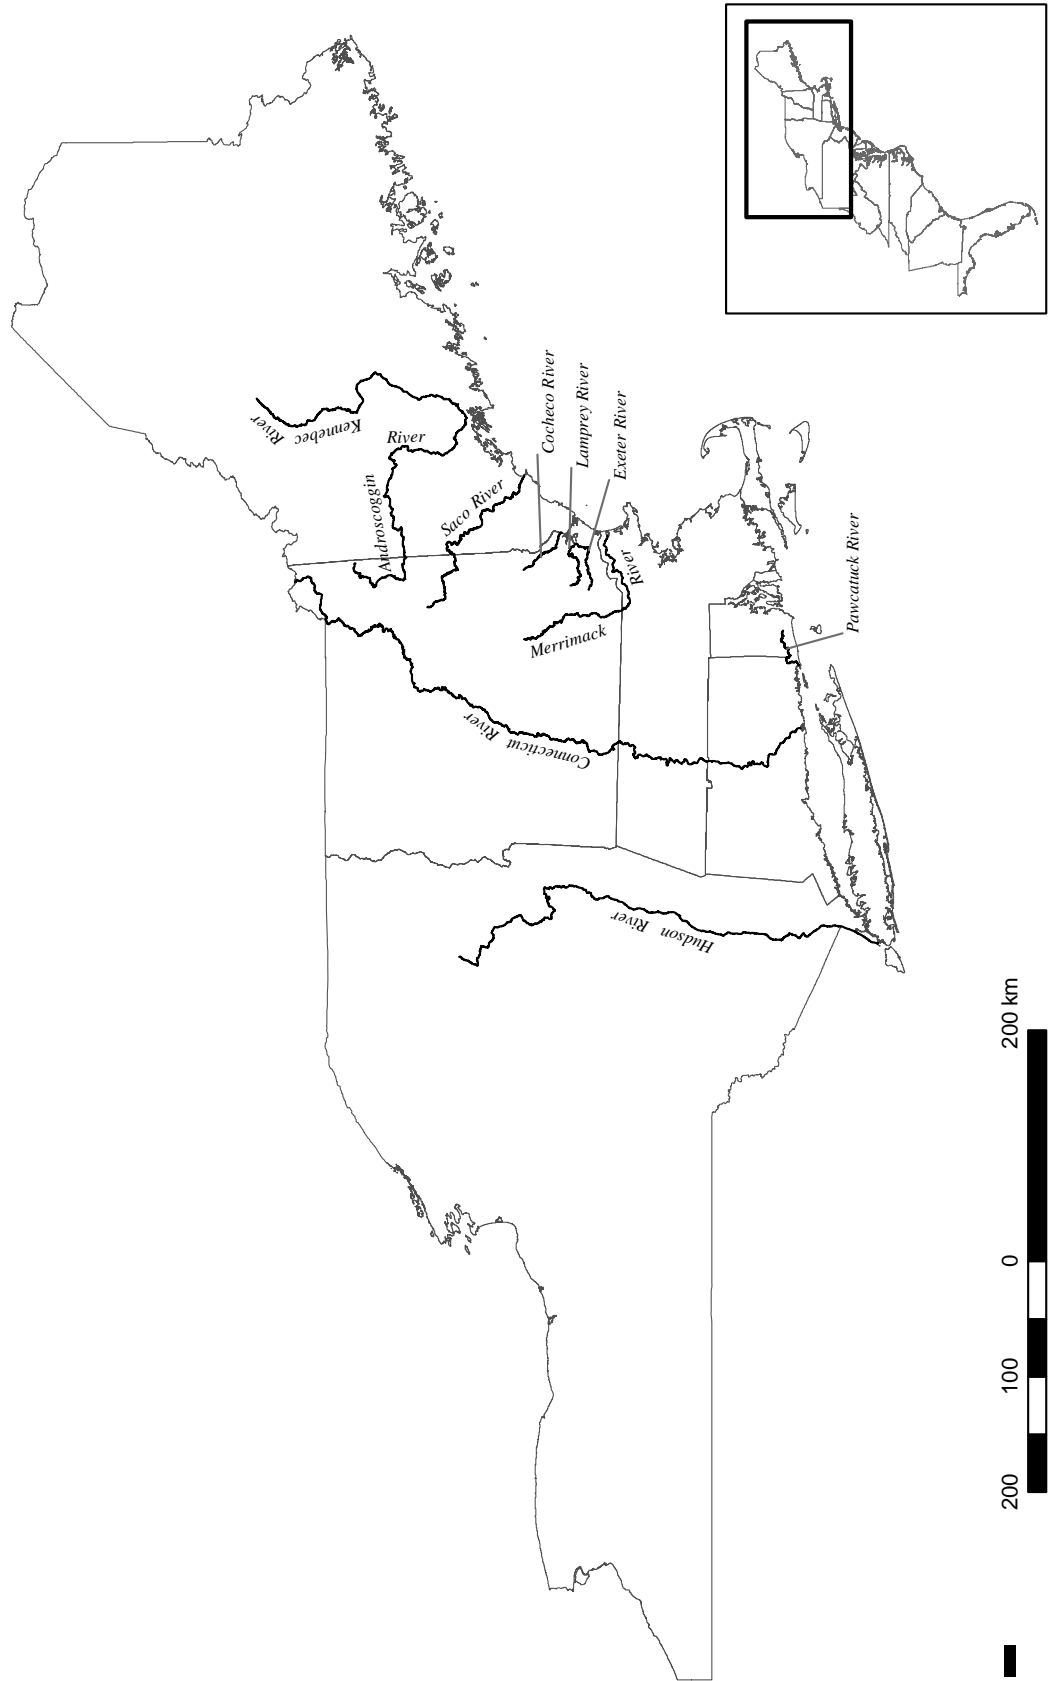 Kennebec River
Androscoggin River
Saco River
Cocheco River
Lamprey River
Exeter River
Merrimack River
Connecticut River
Hudson River
Pawcatuck River
200 100 0 200 km